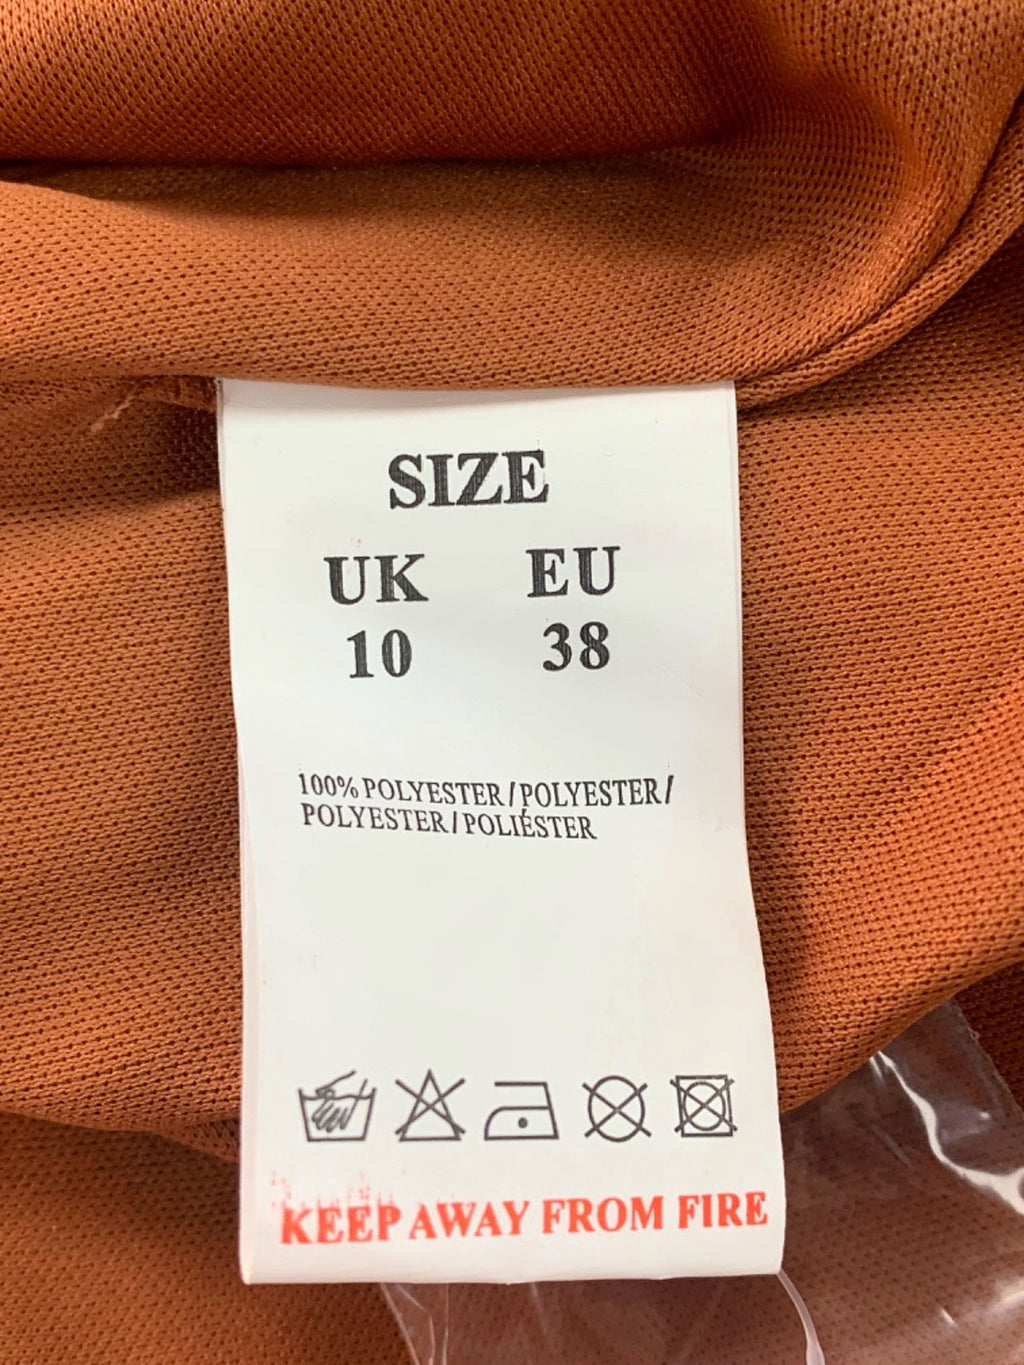 SIZE
UK EU
10 38
100% POLYESTER / POLYESTER /
POLYESTER / POLIÉSTER
KEEP AWAY FROM FIRE